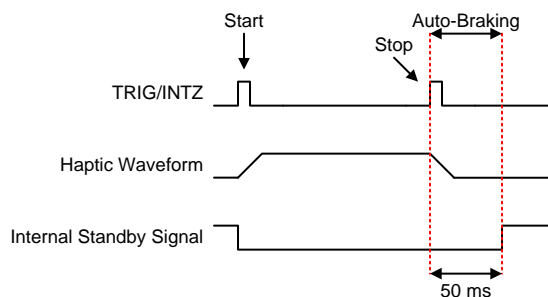 Start
Auto-Braking
Stop
TRIG/INTZ
Haptic Waveform
Internal Standby Signal
50 ms